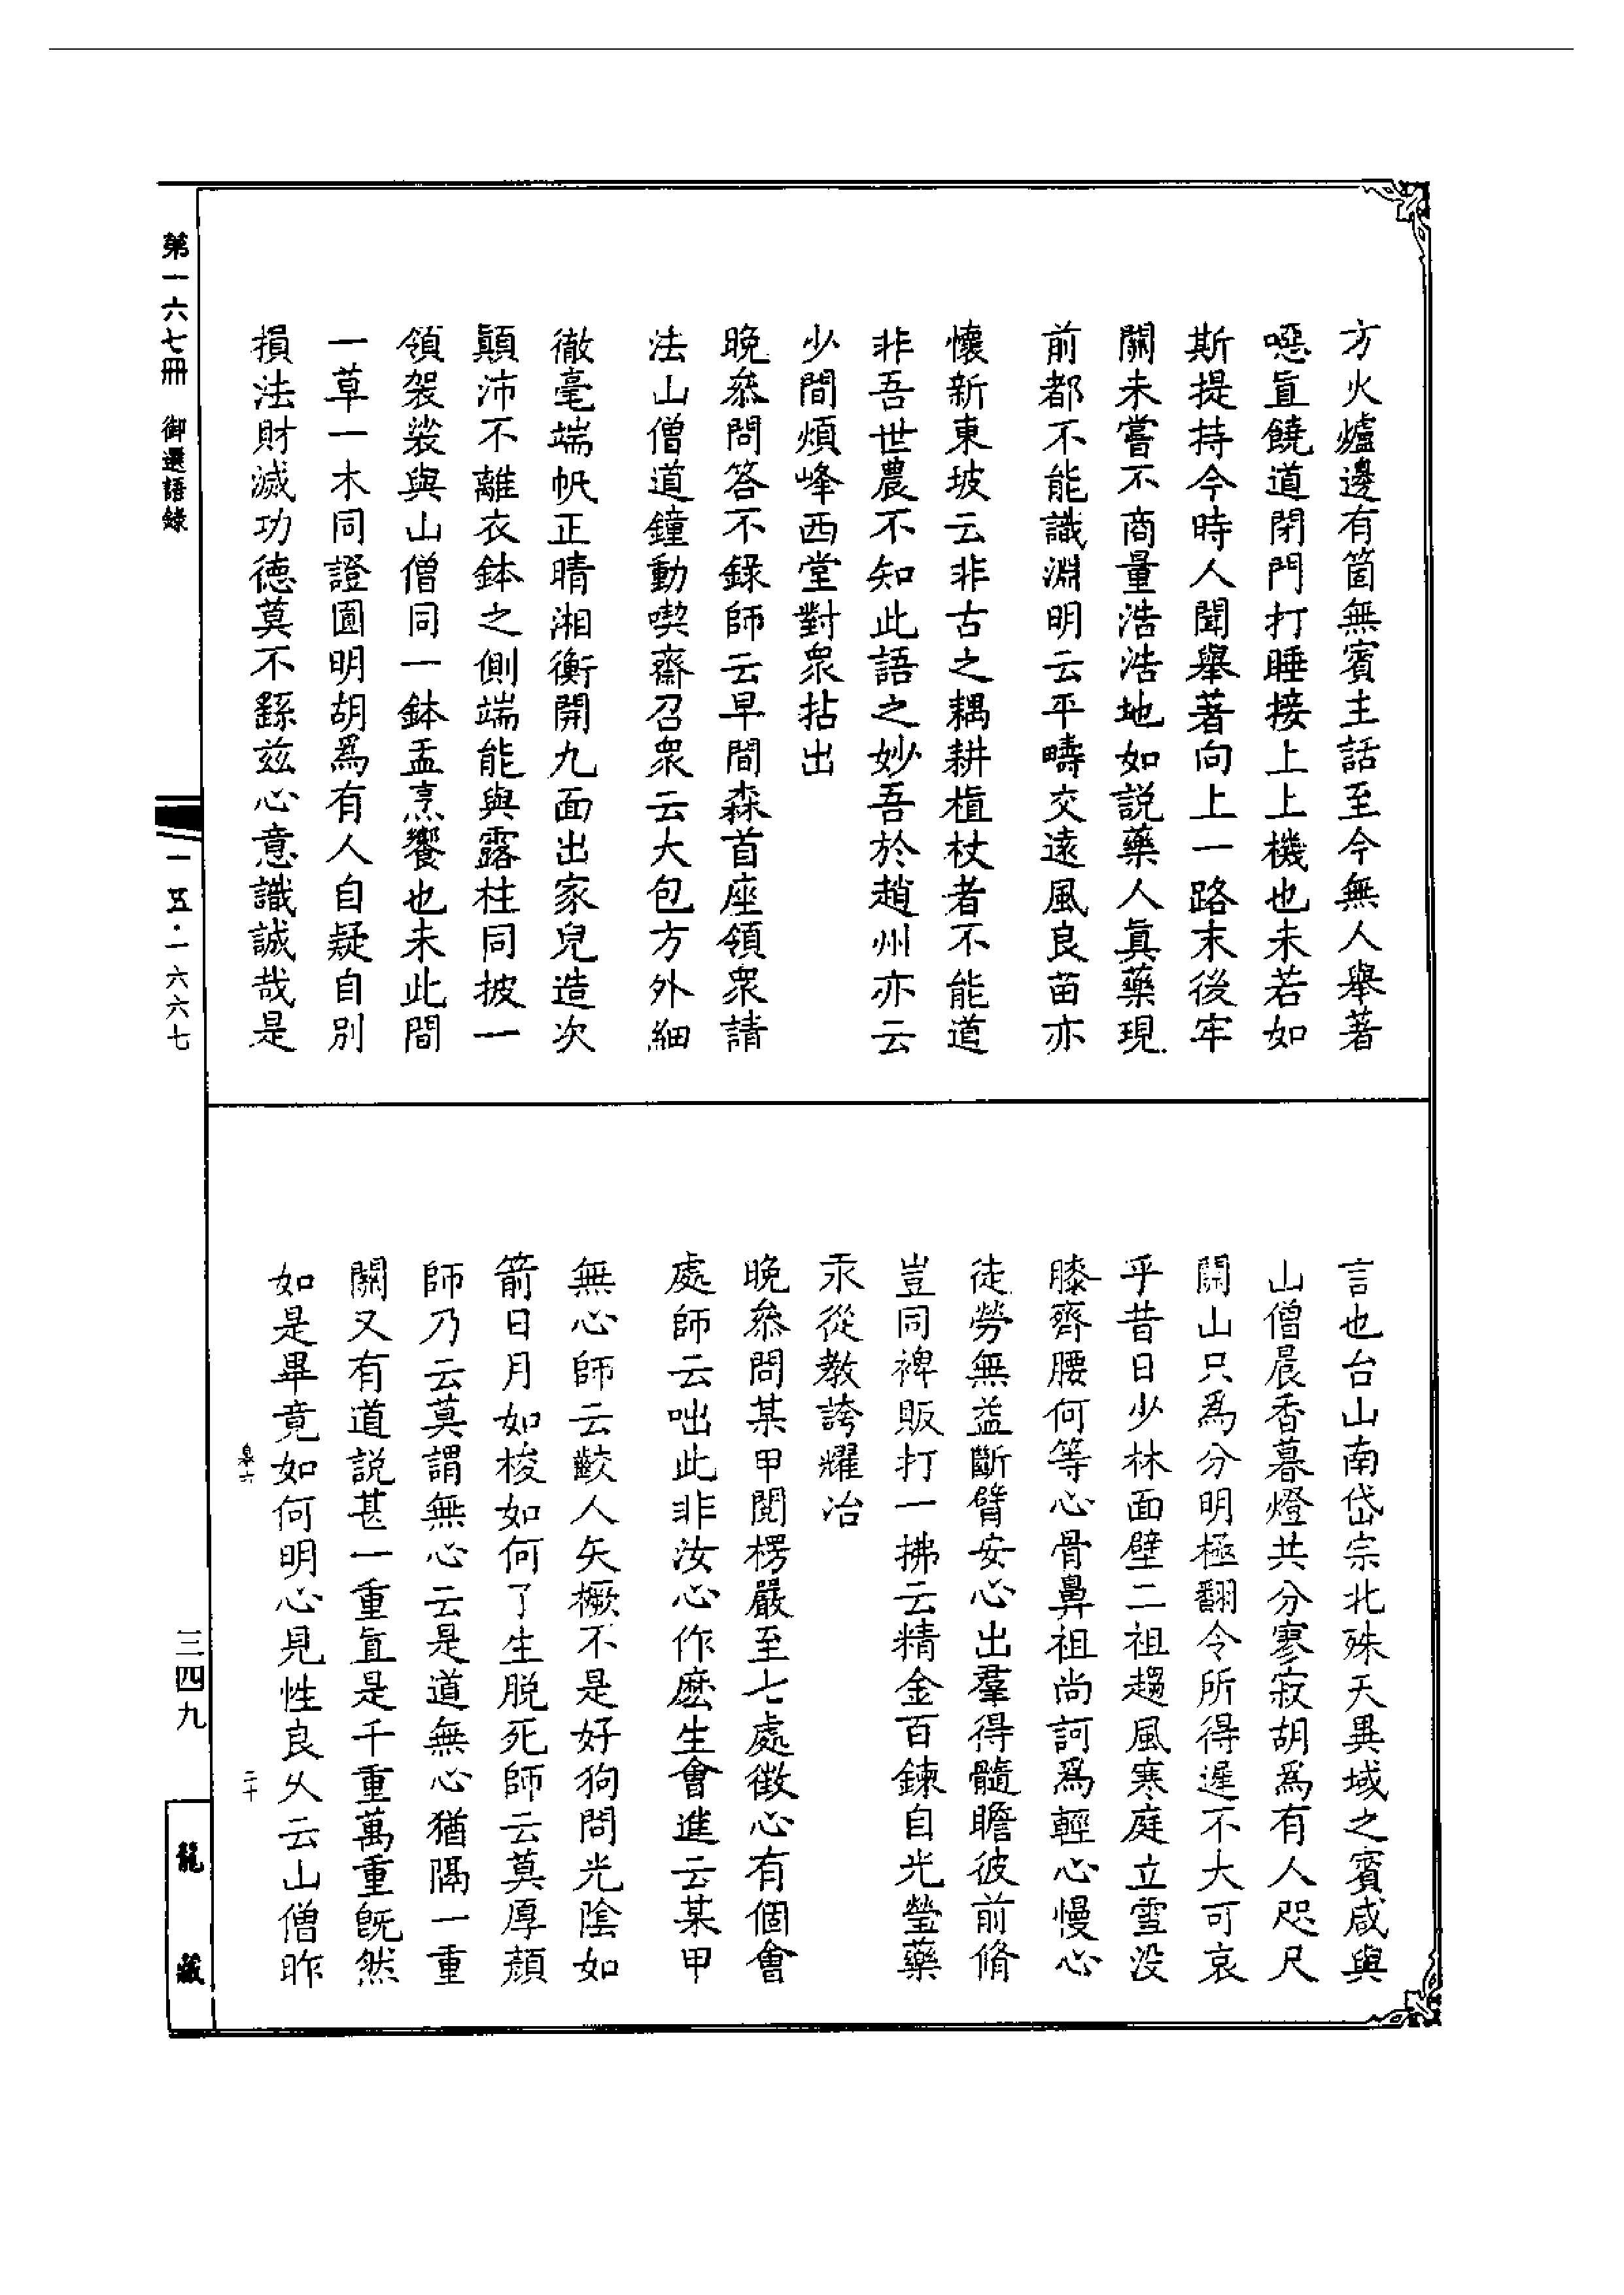 方火爐邊有箇無賓主話至今無人舉著
噁直饒道閉門打睡接上上機也未若如
斯提持今時人聞舉著向上一路末後牢
關未嘗不商量浩浩地如説藥人真藥現
前都不能識淵明云平疇交遠風良苗亦
懷新東坡云非古之耦耕植杖者不能道
非吾世農不知此語之妙吾於趙州亦云
少間煩峰西堂對衆拈出
晚叅問答不錄師云早間森首座領衆請
法山僧道鐘動喫齋召衆云大包方外細
徹毫端帆正晴湘衡開九面出家兒造次
顛沛不離衣鉢之側端能與露柱同披一
領袈裟與山僧同一鉢盂烹饔也未此間
一草一木同證圓明胡爲有人自疑自別
損法財滅功德莫不繇兹心意識誠哉是
言也台山南岱宗北殊天異域之賓咸與
山僧晨香暮燈共分寥寂胡爲有人咫尺
關山只爲分明極翻令所得遲不大可哀
乎昔日少林面壁二祖趨風寒庭立雪没
膝齊腰何等心骨鼻祖尚訶爲輕心慢心
徒勞無益斷臂安心出羣得髓瞻彼前脩
豈同裨販打一拂云精金百鍊自光瑩藥
汞從教誇耀冶
晚叅問某甲閱楞嚴至七處徵心有個會
處師云咄此非汝心作麽生會進云某甲
無心師云齩人矢橛不是好狗問光陰如
箭日月如梭如何了生脱死師云莫厚顏
師乃云莫謂無心云是道無心猶隔一重
關又有道説甚一重直是千重萬重旣然
如是畢竟如何明心見性良乆云山僧昨
第一六七冊 御選語錄
一五·一六六七
三四九
龍藏
二十